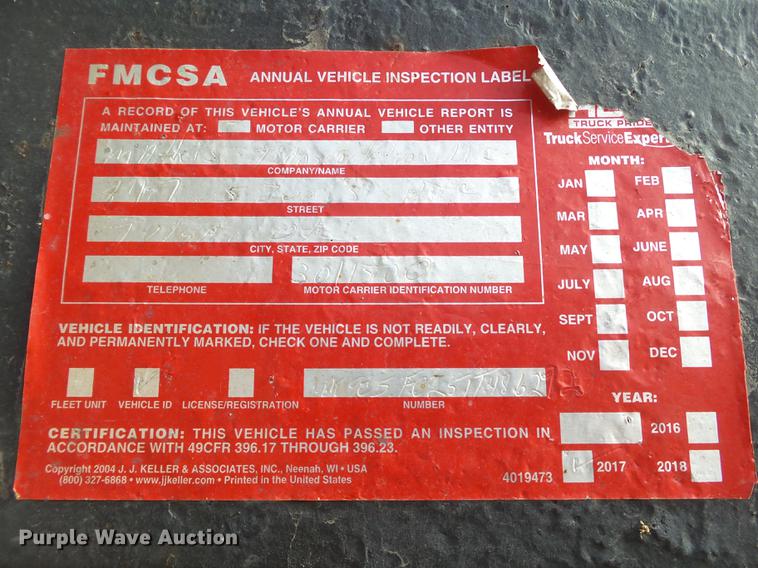 FMCSA ANNUAL VEHICLE INSPECTION LABEL
A RECORD OF THIS VEHICLE'S ANNUAL VEHICLE REPORT IS
MAINTAINED AT: MOTOR CARRIER OTHER ENTITY
COMPANY/NAME
STREET
CITY, STATE, ZIP CODE
TELEPHONE MOTOR CARRIER IDENTIFICATION NUMBER
VEHICLE IDENTIFICATION: IF THE VEHICLE IS NOT READILY, CLEARLY,
AND PERMANENTLY MARKED, CHECK ONE AND COMPLETE.
FLEET UNIT VEHICLE ID LICENSE/REGISTRATION NUMBER
CERTIFICATION: THIS VEHICLE HAS PASSED AN INSPECTION IN
ACCORDANCE WITH 49CFR 396.17 THROUGH 396.23.
Copyright 2004 J. J. KELLER & ASSOCIATES, INC., Neenah, WI • USA
(800) 327-6868 • www.jjkeller.com • Printed in the United States
4019473
TRUCK PRIDE
TruckServiceExpert
MONTH:
JAN FEB
MAR APR
MAY JUNE
JULY AUG
SEPT OCT
NOV DEC
YEAR:
2016
2017 2018
Purple Wave Auction